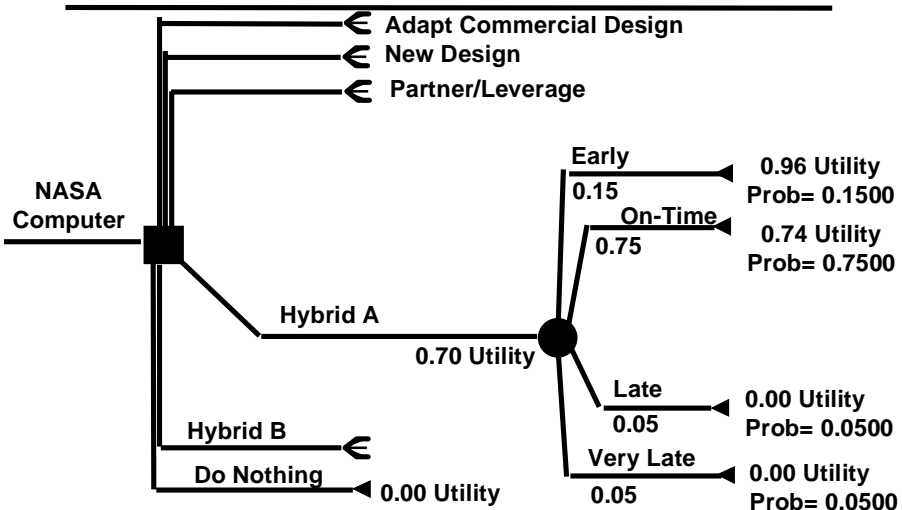 Adapt Commercial Design
New Design
Partner/Leverage
NASA
Computer
Early
0.15
0.96 Utility
Prob= 0.1500
On-Time
0.75
0.74 Utility
Prob= 0.7500
Hybrid A
0.70 Utility
Late
0.05
0.00 Utility
Prob= 0.0500
Hybrid B
Very Late
0.05
0.00 Utility
Prob= 0.0500
Do Nothing
0.00 Utility